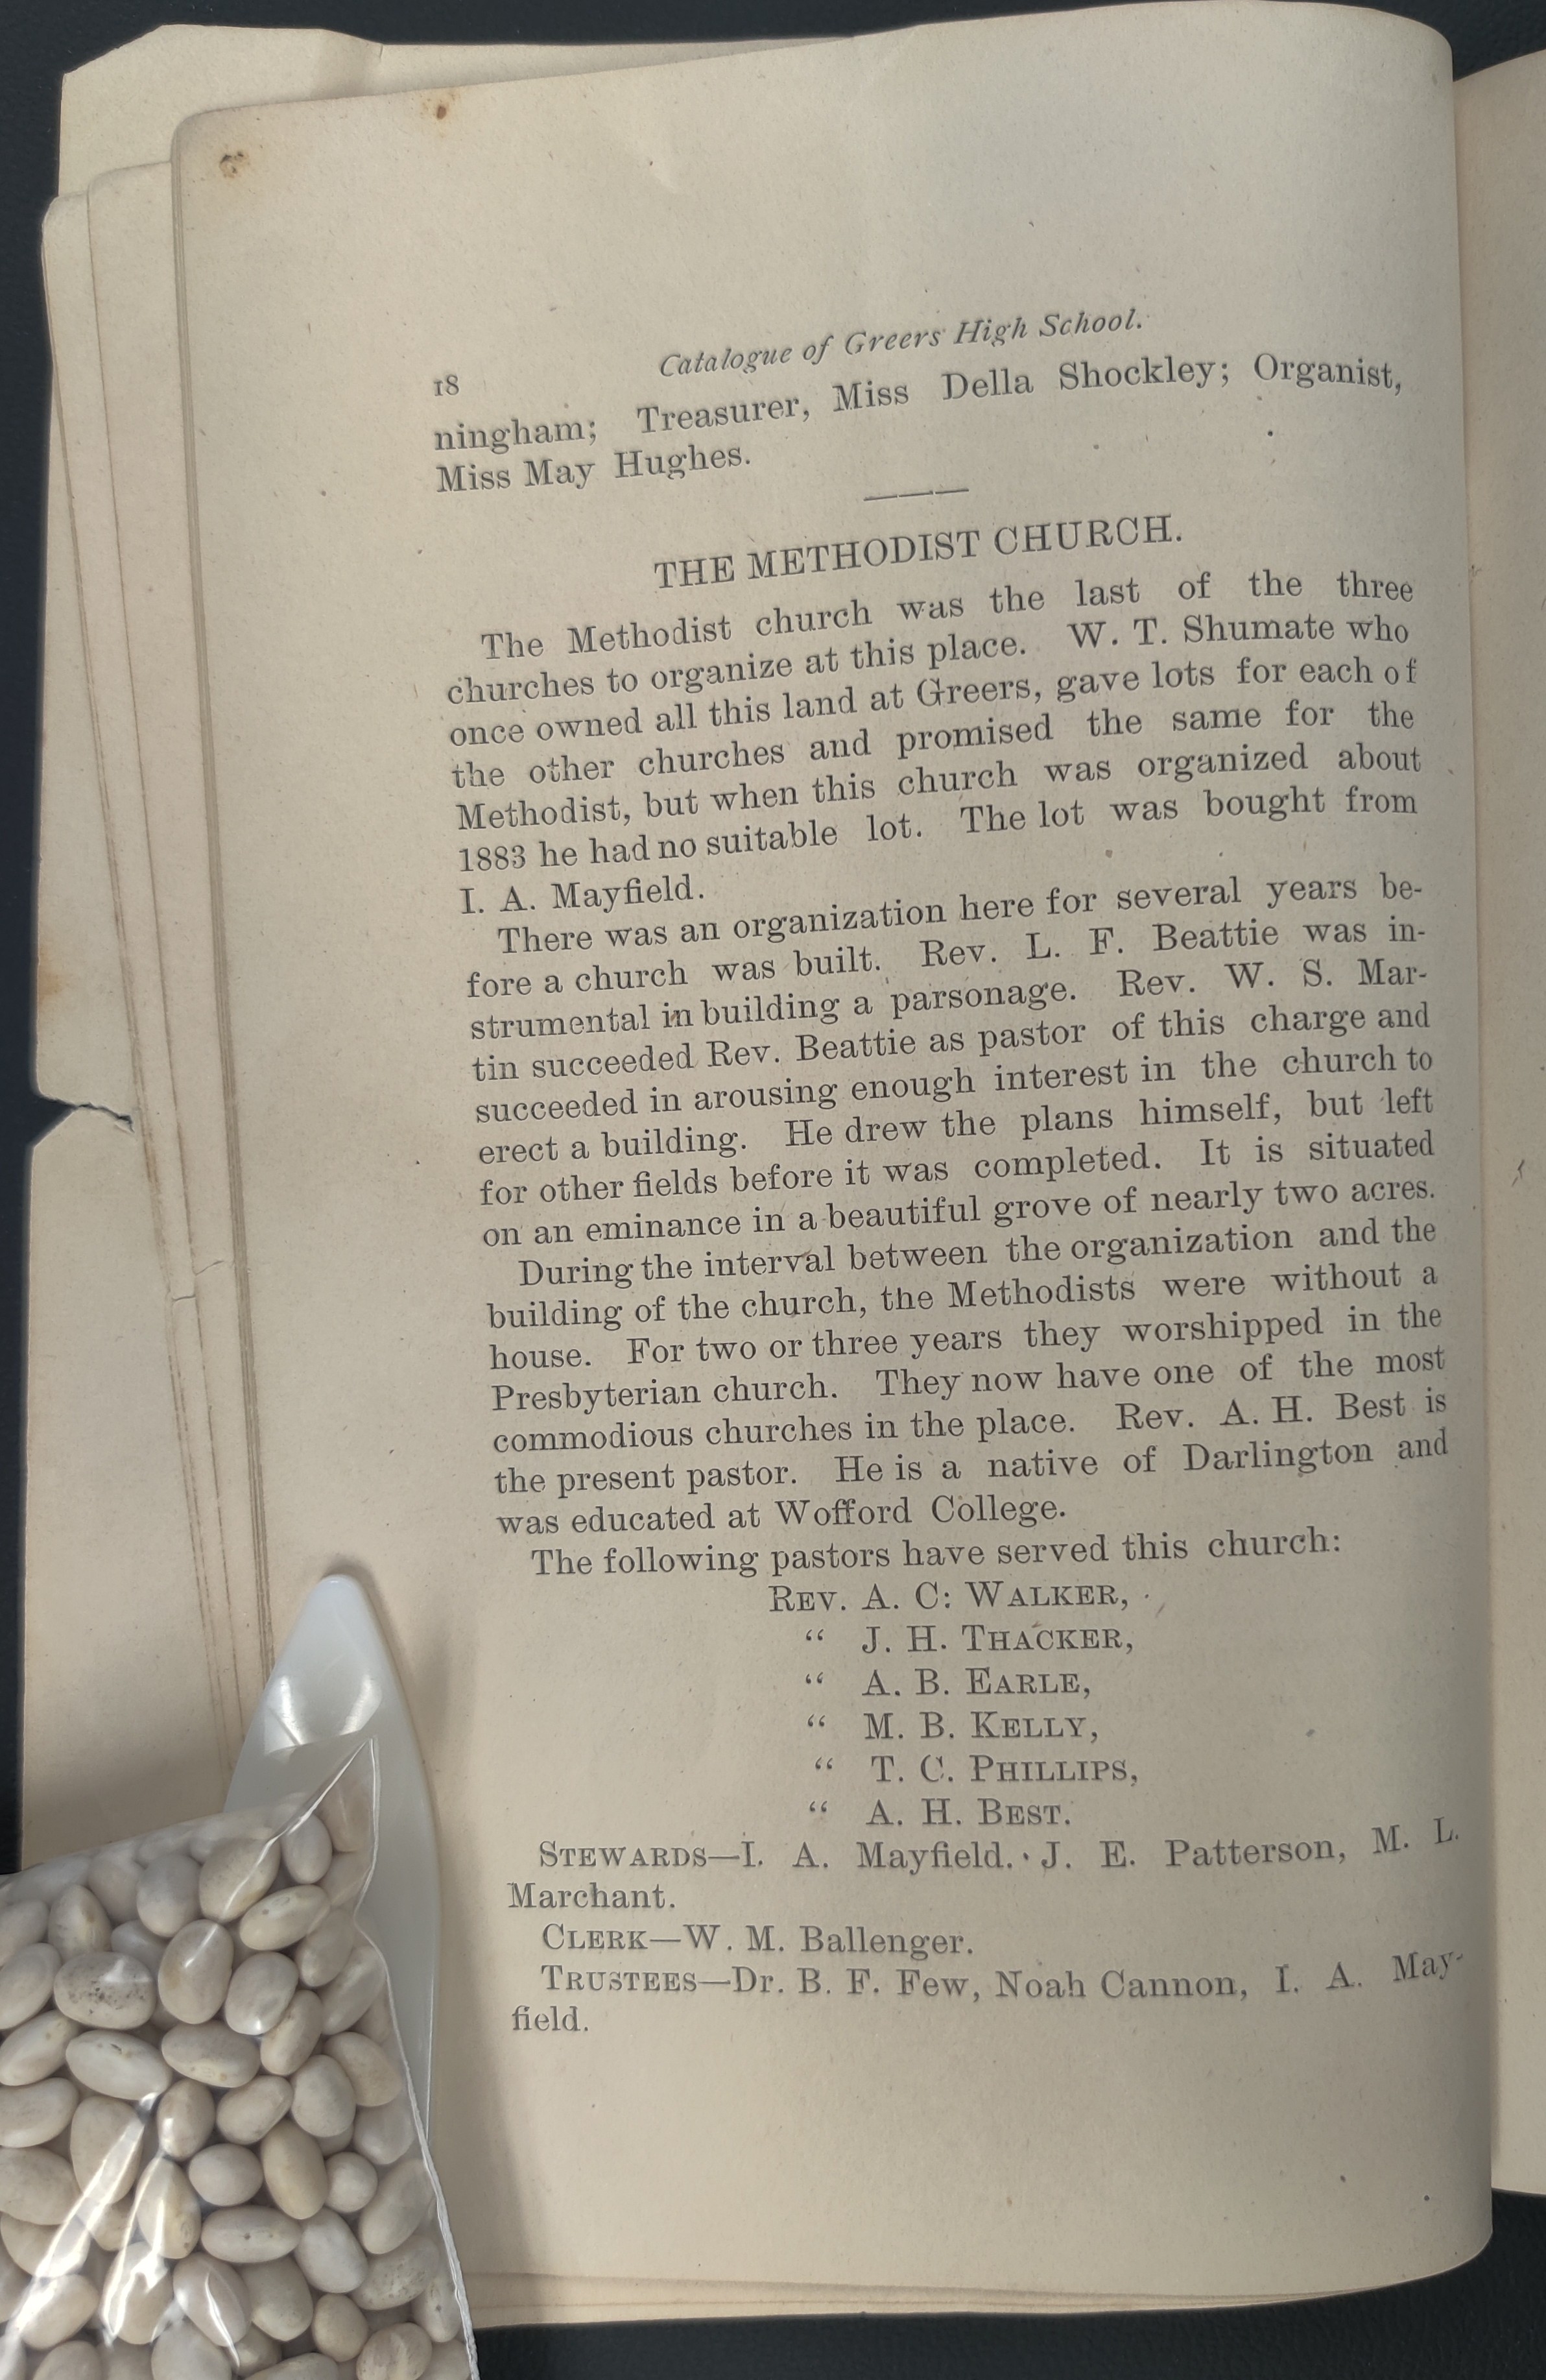 18
Catalogue of Greers High School.
ningham; Treasurer, Miss Della Shockley; Organist,
Miss May Hughes.
THE METHODIST CHURCH.
The Methodist church was the last of the three
churches to organize at this place. W. T. Shumate who
once owned all this land at Greers, gave lots for each of
the other churches and promised the same for the
Methodist, but when this church was organized about
1883 he had no suitable lot. The lot was bought from
I. A. Mayfield.
There was an organization here for several years be-
fore a church was built. Rev. L. F. Beattie was in-
strumental in building a parsonage. Rev. W. S. Mar-
tin succeeded Rev. Beattie as pastor of this charge and
succeeded in arousing enough interest in the church to
erect a building. He drew the plans himself, but left
for other fields before it was completed. It is situated
on an eminance in a beautiful grove of nearly two acres.
During the interval between the organization and the
building of the church, the Methodists were without a
house. For two or three years they worshipped in the
Presbyterian church. They now have one of the most
commodious churches in the place. Rev. A. H. Best is
the present pastor. He is a native of Darlington and
was educated at Wofford College.
The following pastors have served this church:
REV. A. C: WALKER,
“ J. H. THACKER,
“ A. B. EARLE,
“ M. B. KELLY,
“ T. C. PHILLIPS,
“ A. H. BEST.
STEWARDS—I. A. Mayfield. J. E. Patterson, M. L.
Marchant.
CLERK—W. M. Ballenger.
TRUSTEES—Dr. B. F. Few, Noah Cannon, I. A. May-
field.